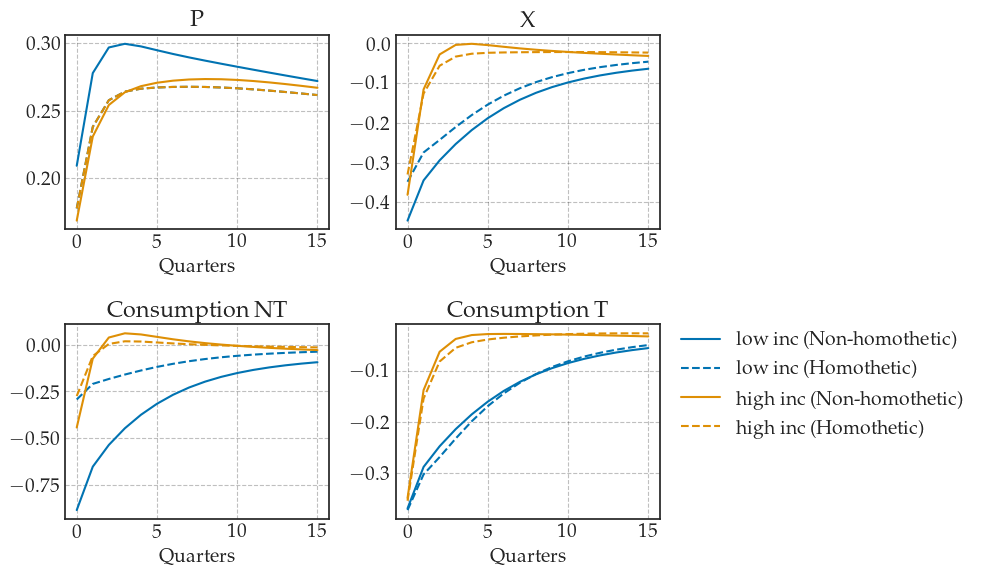 P
X
0.30
0.25
0.20
0 5 10 15
Quarters
0.0
−0.1
−0.2
−0.3
−0.4
0 5 10 15
Quarters
Consumption NT
Consumption T
0.00
−0.25
−0.50
−0.75
0 5 10 15
Quarters
−0.1
−0.2
−0.3
0 5 10 15
Quarters
low inc (Non-homothetic)
low inc (Homothetic)
high inc (Non-homothetic)
high inc (Homothetic)